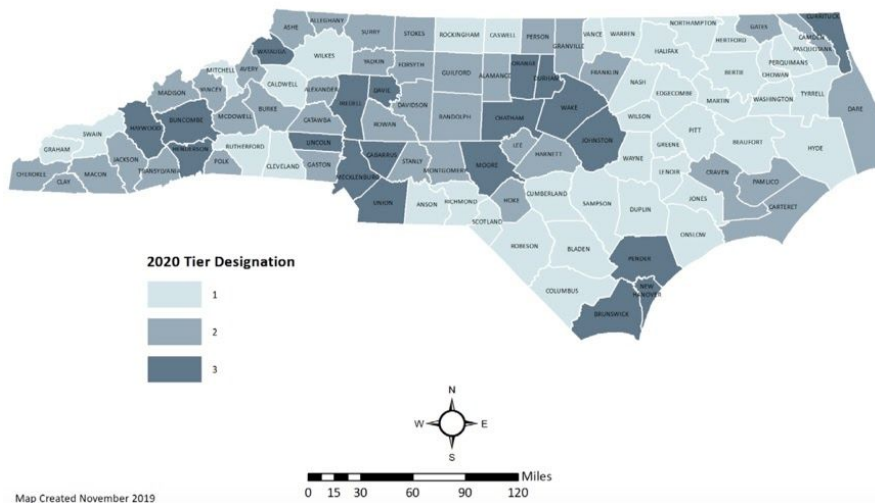 ASHE
ALLEGHANY
SURRY
STOKES
ROCKINGHAM
CASWELL
PERSON
GRANVILLE
VANCE
WARREN
NORTHAMPTON
GATES
CURRITUCK
CAMDEN
PASQUOTANK
PERQUIMANS
HERTFORD
HALIFAX
WATAUGA
WILKES
YADKIN
FORSYTH
GUILFORD
ALAMANCE
ORANGE
DURHAM
FRANKLIN
NASH
BERTIE
CHOWAN
MITCHELL
AVERY
CALDWELL
ALEXANDER
IREDELL
DAVIE
DAVIDSON
RANDOLPH
CHATHAM
WAKE
EDGECOMBE
MARTIN
WASHINGTON
TYRRELL
DARE
MADISON
YANCEY
MCDOWELL
BURKE
CATAWBA
ROWAN
WILSON
PITT
BEAUFORT
HYDE
HAYWOOD
BUNCOMBE
SWAIN
GRAHAM
JACKSON
HENDERSON
RUTHERFORD
POLK
CLEVELAND
LINCOLN
GASTON
CABARRUS
STANLY
MONTGOMERY
MOORE
LEE
HARNETT
JOHNSTON
WAYNE
GREENE
LENOIR
CRAVEN
PAMLICO
CHEROKEE
CLAY
MACON
TRANSYLVANIA
MECKLENBURG
UNION
ANSON
RICHMOND
SCOTLAND
HOKE
CUMBERLAND
SAMPSON
DUPLIN
JONES
CARTERET
ONSLOW
ROBESON
BLADEN
PENDER
COLUMBUS
NEW
HANOVER
BRUNSWICK
2020 Tier Designation
1
2
3
N
W
E
S
Miles
0 15 30 60 90 120
Map Created November 2019